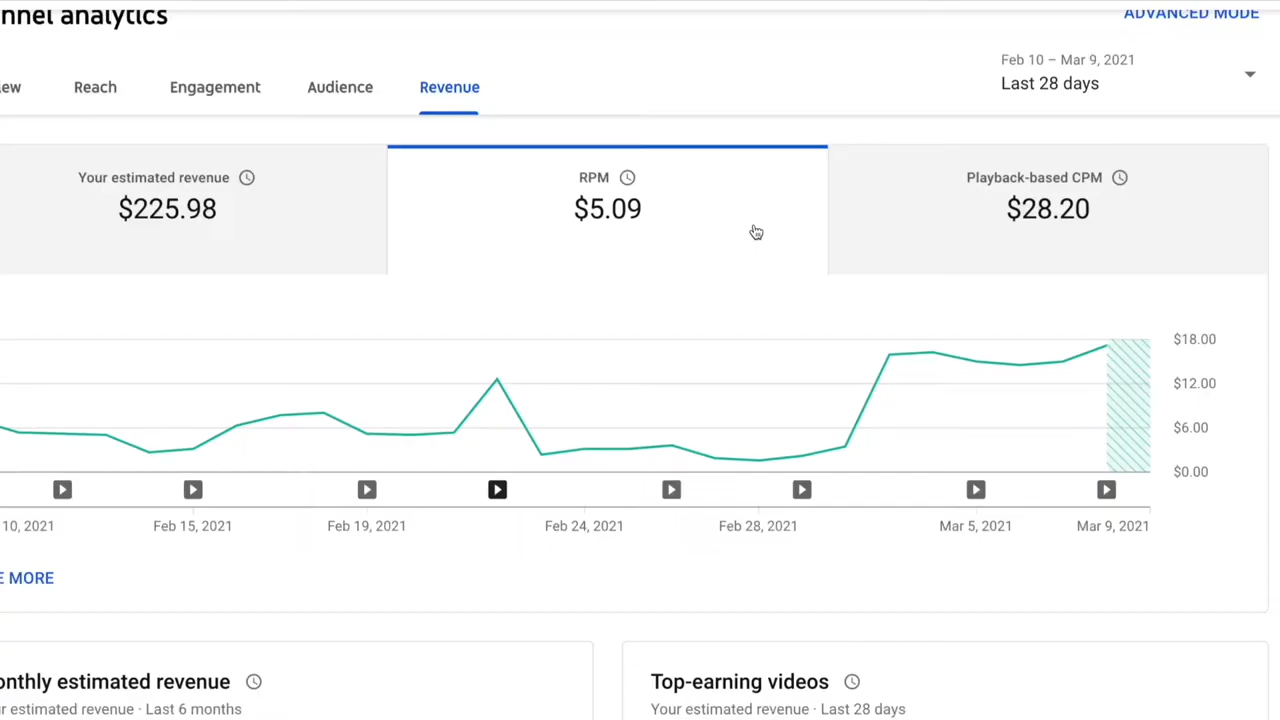 nnel analytics
ADVANCED MODE
iew
Reach
Engagement
Audience
Revenue
Feb 10 – Mar 9, 2021
Last 28 days
Your estimated revenue
$225.98
RPM
$5.09
Playback-based CPM
$28.20
$18.00
$12.00
$6.00
$0.00
10, 2021
Feb 15, 2021
Feb 19, 2021
Feb 24, 2021
Feb 28, 2021
Mar 5, 2021
Mar 9, 2021
E MORE
onthly estimated revenue
r estimated revenue · Last 6 months
Top-earning videos
Your estimated revenue · Last 28 days